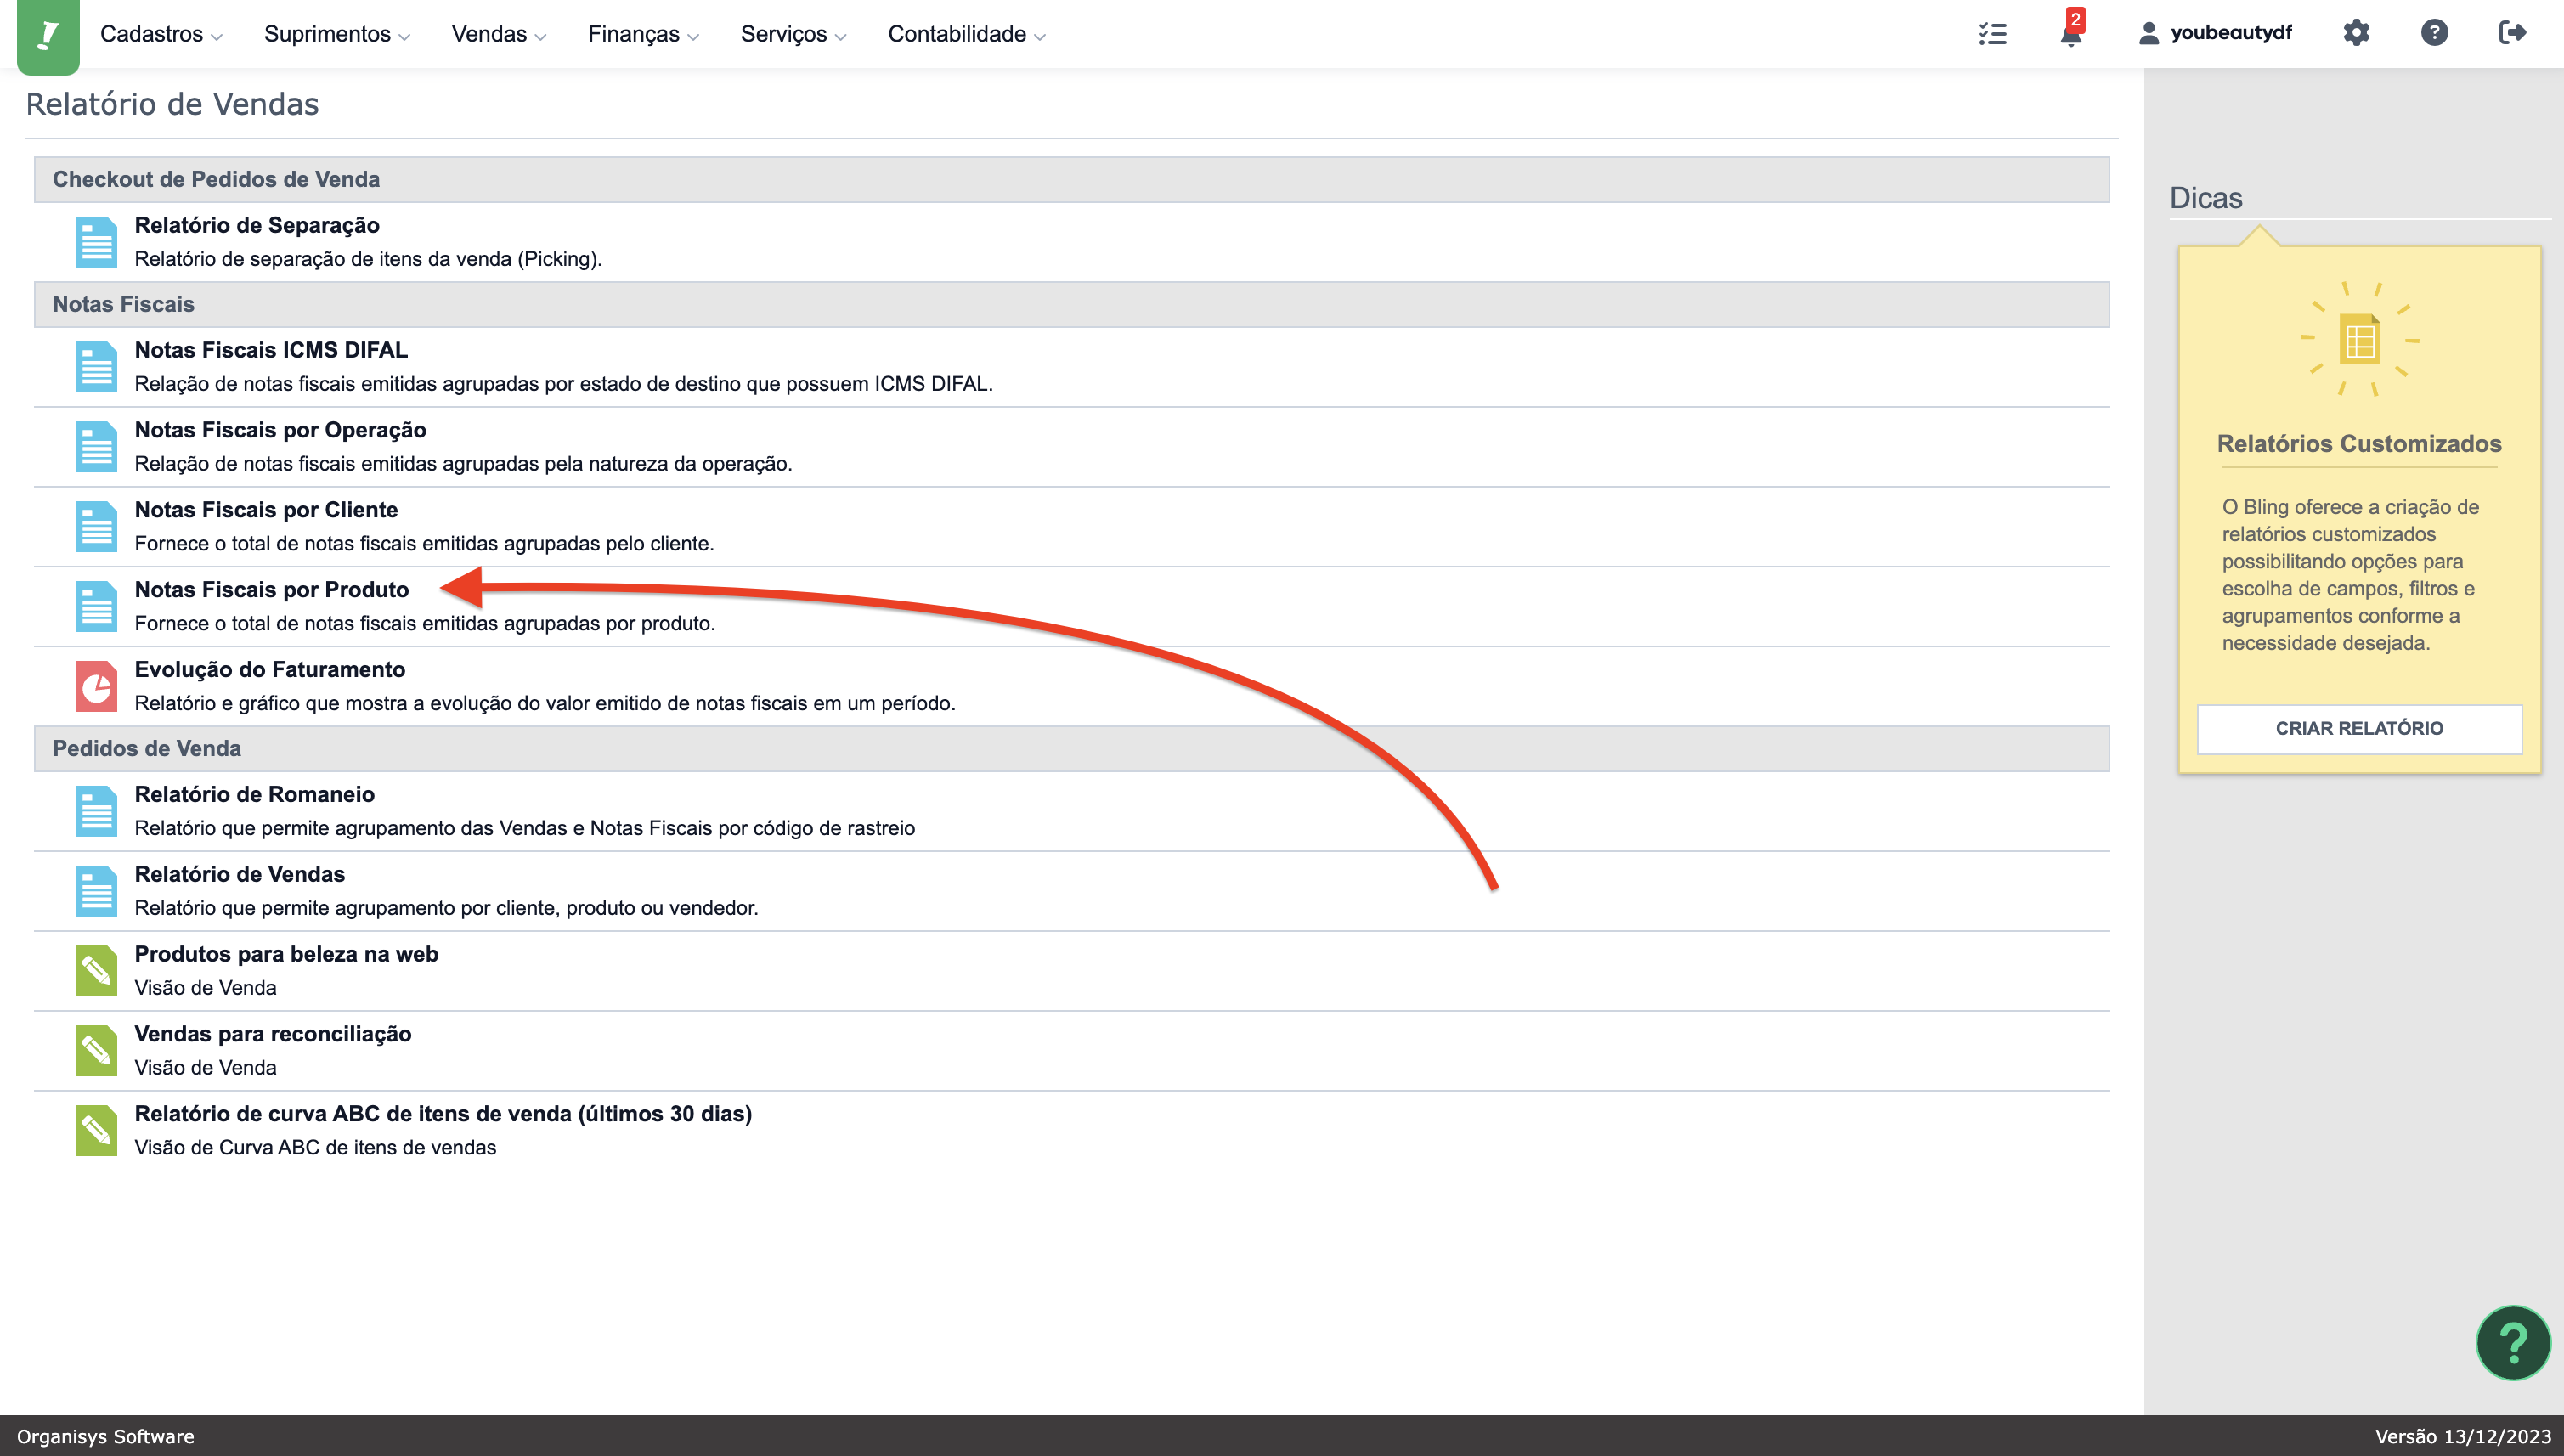 Cadastros
Suprimentos
Vendas
Finanças
Serviços
Contabilidade
2
youbeautydf
?
Relatório de Vendas
Checkout de Pedidos de Venda
Relatório de Separação
Relatório de separação de itens da venda (Picking).
Notas Fiscais
Notas Fiscais ICMS DIFAL
Relação de notas fiscais emitidas agrupadas por estado de destino que possuem ICMS DIFAL.
Notas Fiscais por Operação
Relação de notas fiscais emitidas agrupadas pela natureza da operação.
Notas Fiscais por Cliente
Fornece o total de notas fiscais emitidas agrupadas pelo cliente.
Notas Fiscais por Produto
Fornece o total de notas fiscais emitidas agrupadas por produto.
Evolução do Faturamento
Relatório e gráfico que mostra a evolução do valor emitido de notas fiscais em um período.
Pedidos de Venda
Relatório de Romaneio
Relatório que permite agrupamento das Vendas e Notas Fiscais por código de rastreio
Relatório de Vendas
Relatório que permite agrupamento por cliente, produto ou vendedor.
Produtos para beleza na web
Visão de Venda
Vendas para reconciliação
Visão de Venda
Relatório de curva ABC de itens de venda (últimos 30 dias)
Visão de Curva ABC de itens de vendas
Dicas
Relatórios Customizados
O Bling oferece a criação de
relatórios customizados
possibilitando opções para
escolha de campos, filtros e
agrupamentos conforme a
necessidade desejada.
CRIAR RELATÓRIO
?
Organisys Software
Versão 13/12/2023